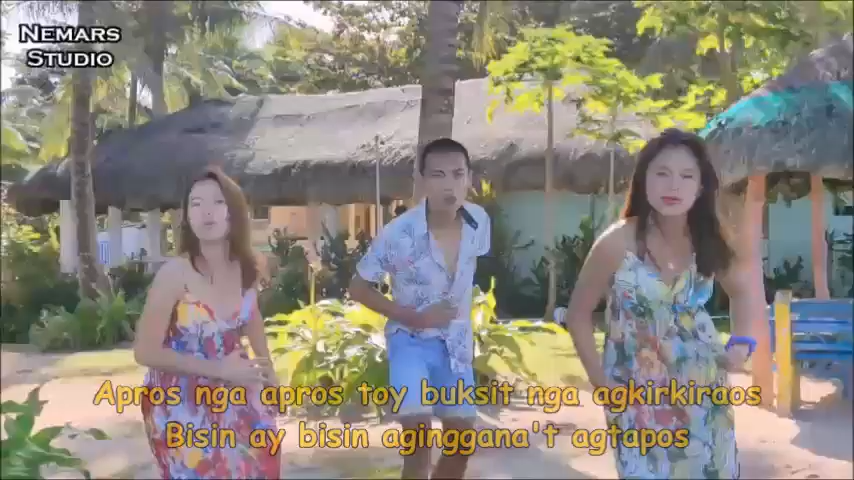 NEMARS
STUDIO
Apros nga apros toy buksit nga agkirkiraos
Bisin ay bisin aginggana't agtapos